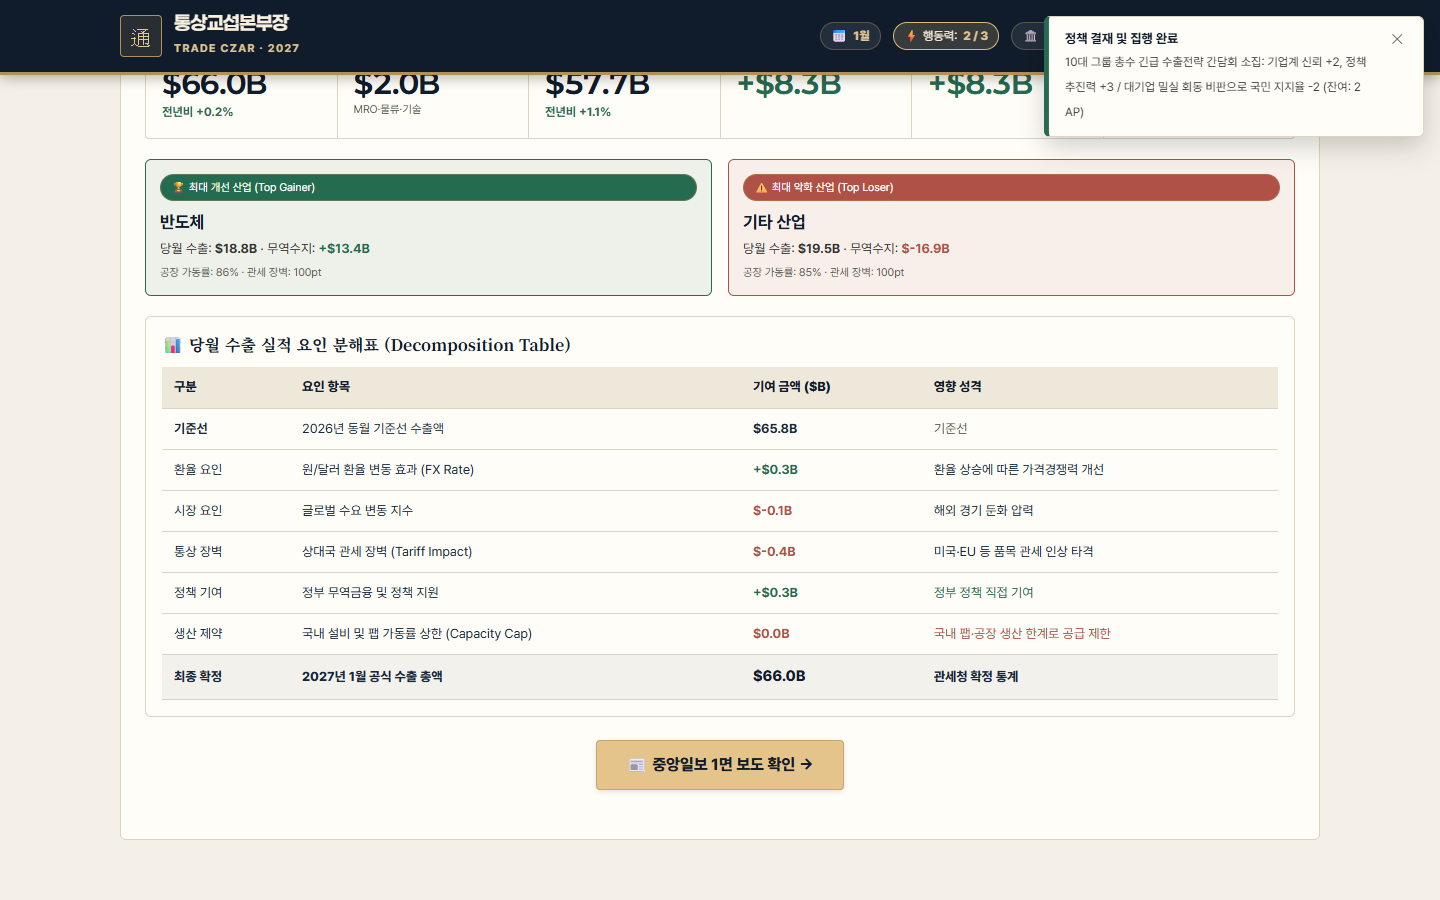 通
통상교섭본부장
TRADE CZAR · 2027
1월
행동력: 2 / 3
정책 결재 및 집행 완료
10대 그룹 총수 긴급 수출전략 간담회 소집: 기업계 신뢰 +2, 정책
추진력 +3 / 대기업 밀실 회동 비판으로 국민 지지율 -2 (잔여: 2
AP)
$66.0B
전년비 +0.2%
$2.0B
MRO·물류·기술
$57.7B
전년비 +1.1%
+$8.3B
+$8.3B
최대 개선 산업 (Top Gainer)
반도체
당월 수출: $18.8B · 무역수지: +$13.4B
공장 가동률: 86% · 관세 장벽: 100pt
최대 악화 산업 (Top Loser)
기타 산업
당월 수출: $19.5B · 무역수지: $-16.9B
공장 가동률: 85% · 관세 장벽: 100pt
당월 수출 실적 요인 분해표 (Decomposition Table)
구분 요인 항목 기여 금액 ($B) 영향 성격
기준선 2026년 동월 기준선 수출액 $65.8B 기준선
환율 요인 원/달러 환율 변동 효과 (FX Rate) +$0.3B 환율 상승에 따른 가격경쟁력 개선
시장 요인 글로벌 수요 변동 지수 $-0.1B 해외 경기 둔화 압력
통상 장벽 상대국 관세 장벽 (Tariff Impact) $-0.4B 미국·EU 등 품목 관세 인상 타격
정책 기여 정부 무역금융 및 정책 지원 +$0.3B 정부 정책 직접 기여
생산 제약 국내 설비 및 팹 가동률 상한 (Capacity Cap) $0.0B 국내 팹·공장 생산 한계로 공급 제한
최종 확정 2027년 1월 공식 수출 총액 $66.0B 관세청 확정 통계
중앙일보 1면 보도 확인 →